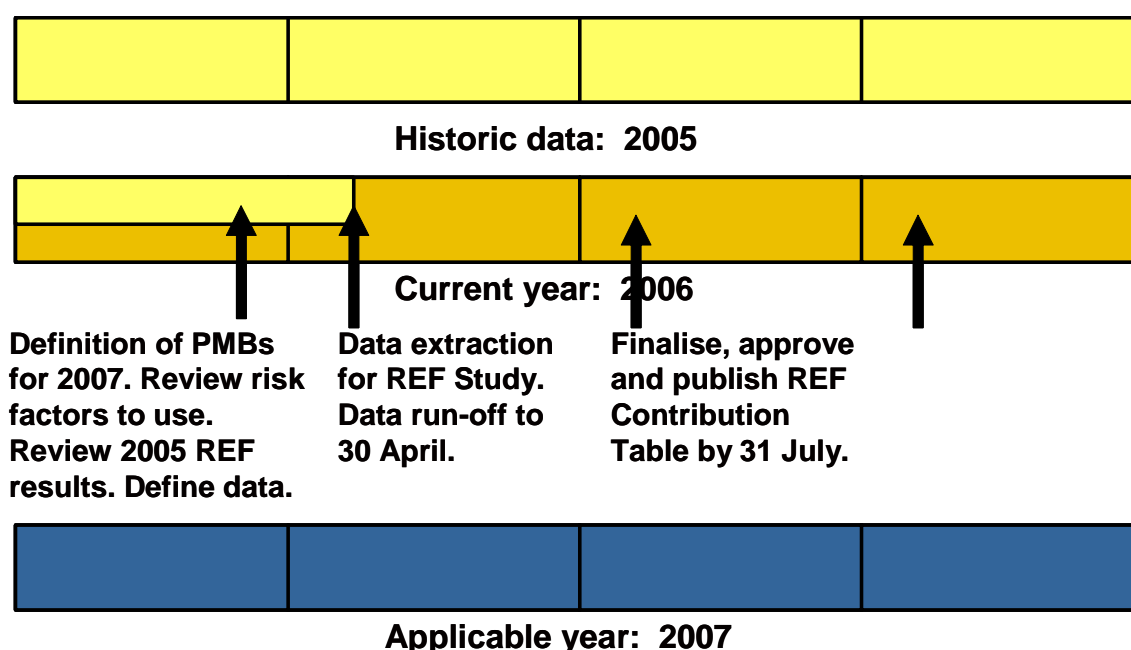 Historic data: 2005
Current year: 2006
Definition of PMBs
for 2007. Review risk
factors to use.
Review 2005 REF
results. Define data.
Data extraction
for REF Study.
Data run-off to
30 April.
Finalise, approve
and publish REF
Contribution
Table by 31 July.
Applicable year: 2007